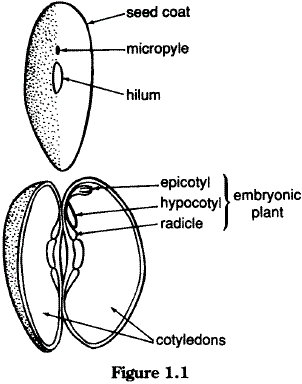 seed coat
micropyle
hilum
epicotyl
hypocotyl
radicle
embryonic
plant
cotyledons
Figure 1.1